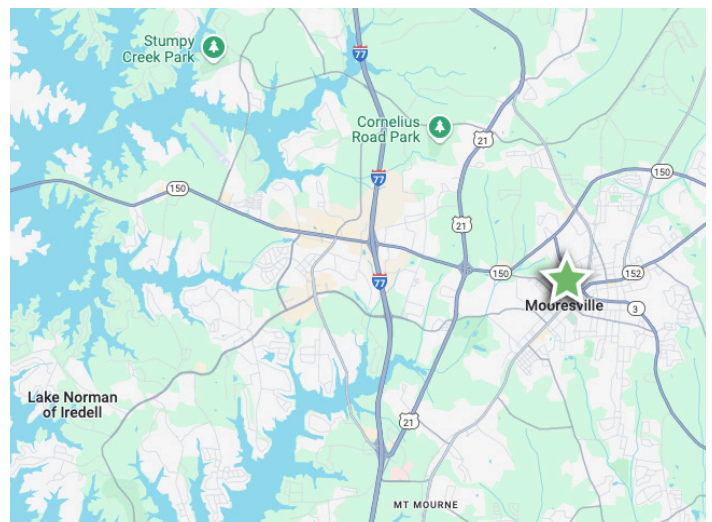 Stumpy
Creek Park
77
Cornelius
Road Park
21
77
150
150
21
150
152
77
Mooresville
3
Lake Norman
of Iredell
21
MT MOURNE